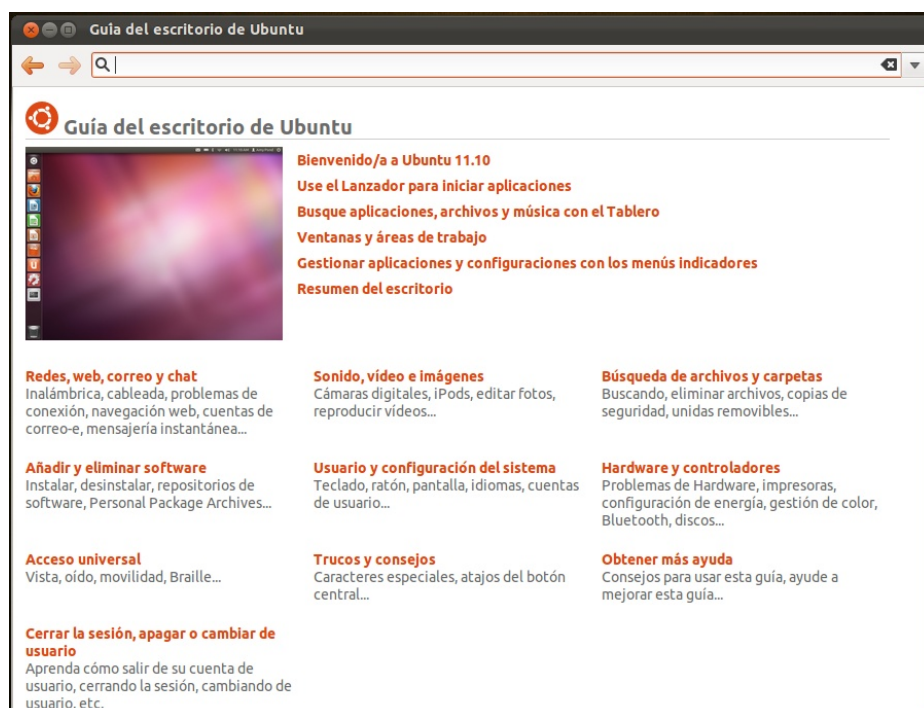 Guía del escritorio de Ubuntu
Guía del escritorio de Ubuntu
Bienvenido/a a Ubuntu 11.10
Use el Lanzador para iniciar aplicaciones
Busque aplicaciones, archivos y música con el Tablero
Ventanas y áreas de trabajo
Gestionar aplicaciones y configuraciones con los menús indicadores
Resumen del escritorio
Redes, web, correo y chat
Inalámbrica, cableada, problemas de
conexión, navegación web, cuentas de
correo-e, mensajería instantánea...
Sonido, vídeo e imágenes
Cámaras digitales, iPods, editar fotos,
reproducir vídeos...
Búsqueda de archivos y carpetas
Buscando, eliminar archivos, copias de
seguridad, unidas removibles...
Añadir y eliminar software
Instalar, desinstalar, repositorios de
software, Personal Package Archives...
Usuario y configuración del sistema
Teclado, ratón, pantalla, idiomas, cuentas
de usuario...
Hardware y controladores
Problemas de Hardware, impresoras,
configuración de energía, gestión de color,
Bluetooth, discos...
Acceso universal
Vista, oído, movilidad, Braille...
Trucos y consejos
Caracteres especiales, atajos del botón
central...
Obtener más ayuda
Consejos para usar esta guía, ayude a
mejorar esta guía...
Cerrar la sesión, apagar o cambiar de
usuario
Aprenda cómo salir de su cuenta de
usuario, cerrando la sesión, cambiando de
usuario, etc.